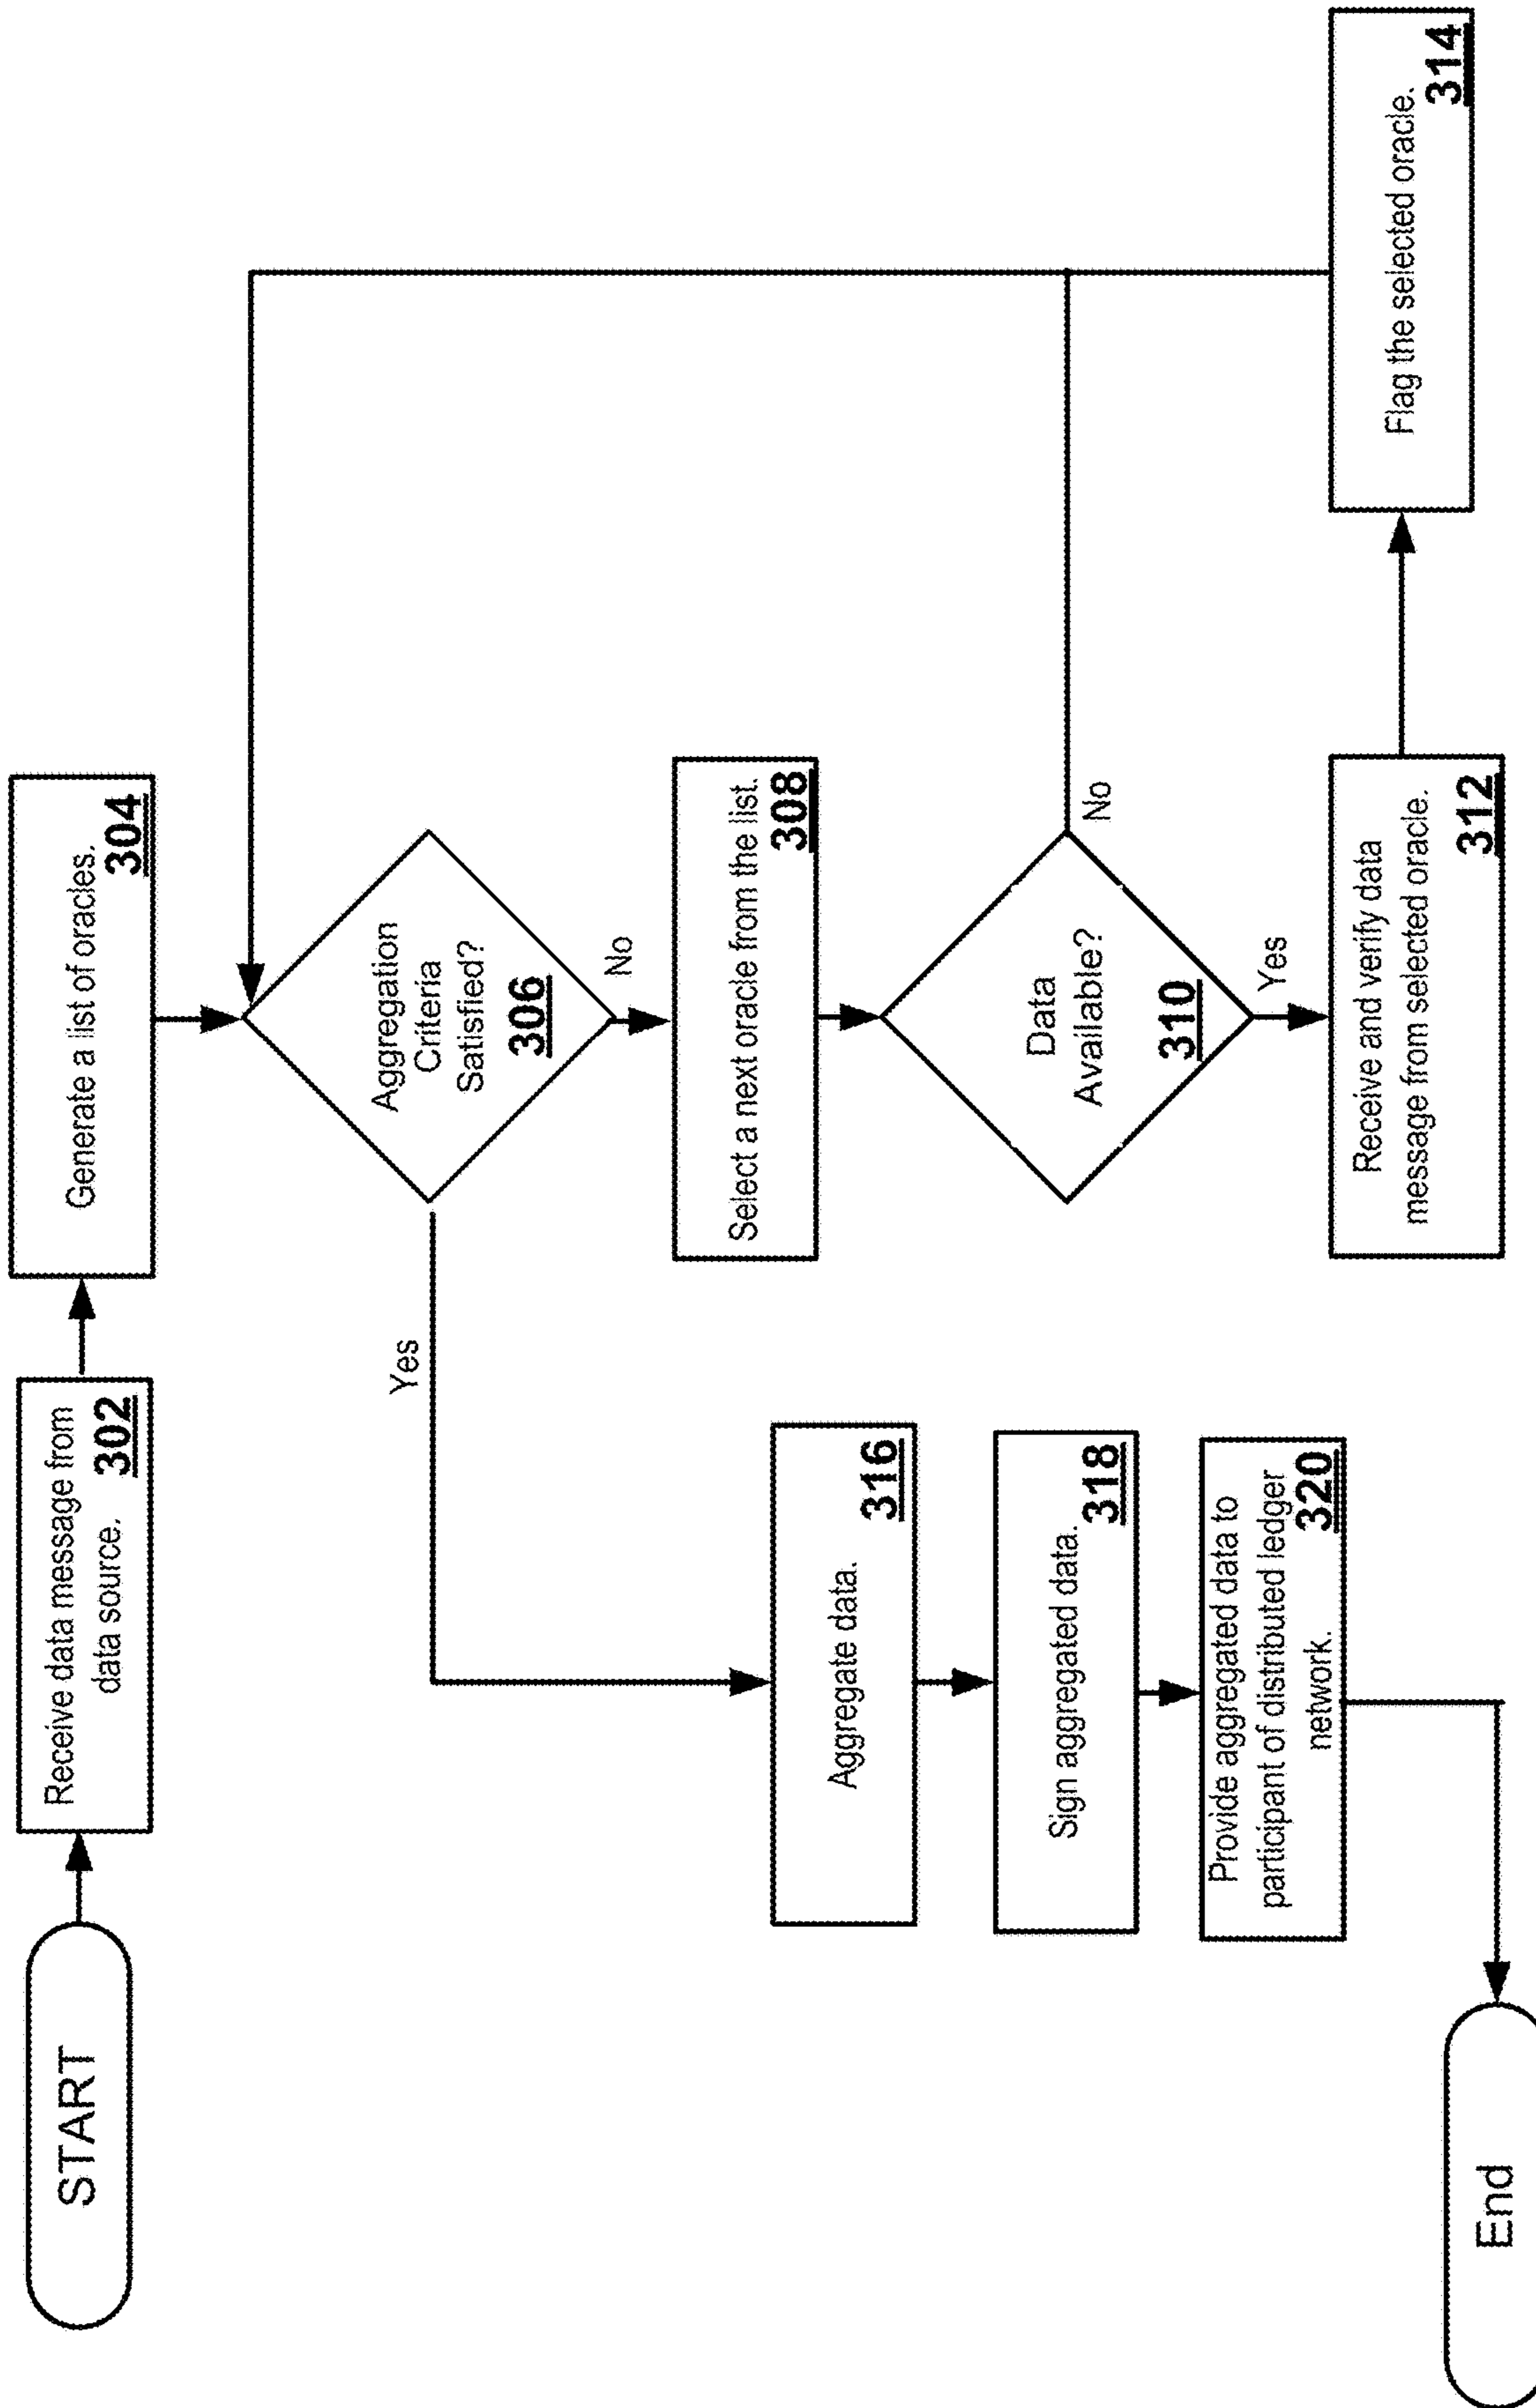 START
Receive data message from
data source.
302
Generate a list of oracles.
304
Aggregation
Criteria
Satisfied?
306
Yes
No
Select a next oracle from the list.
308
Data
Available?
310
No
Yes
Receive and verify data
message from selected oracle.
312
Flag the selected oracle.
314
Aggregate data.
316
Sign aggregated data.
318
Provide aggregated data to
participant of distributed ledger
network.
320
End